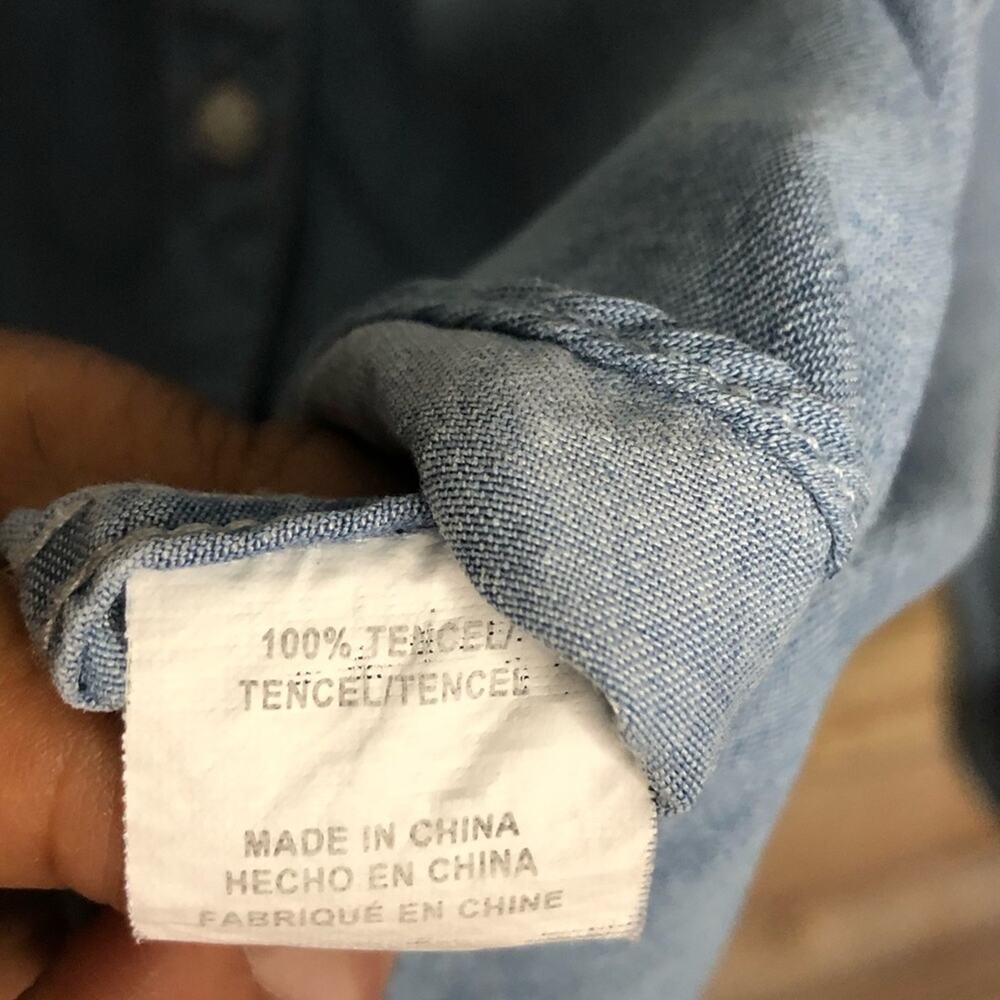 100% TENCEL/
TENCEL/TENCEL
MADE IN CHINA
HECHO EN CHINA
FABRIQUÉ EN CHINE